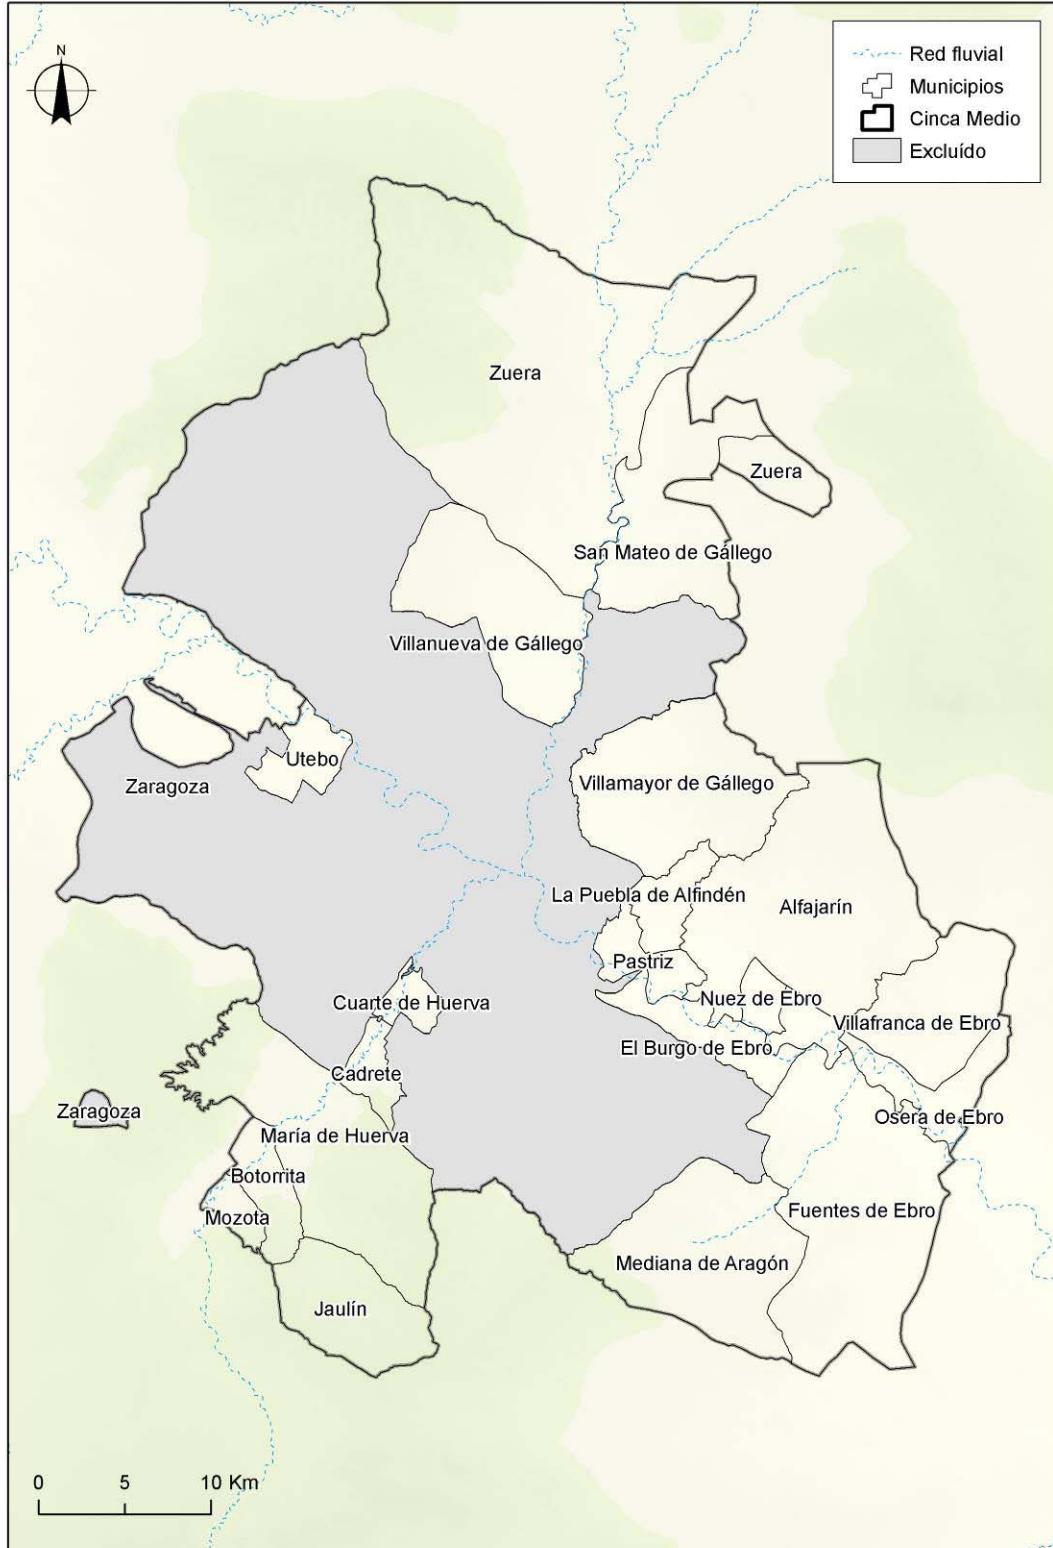 N
Red fluvial
Municipios
Cinca Medio
Excluído
Zuera
Zuera
San Mateo de Gállego
Villanueva de Gállego
Utebo
Zaragoza
Villamayor de Gállego
La Puebla de Alfindén
Alfajarín
Pastriz
Cuarte de Huerva
Nuez de Ebro
Villafranca de Ebro
El Burgo de Ebro
Cadrete
Zaragoza
Osera de Ebro
María de Huerva
Botorrita
Mozota
Fuentes de Ebro
Mediana de Aragón
Jaulín
0 5 10 Km